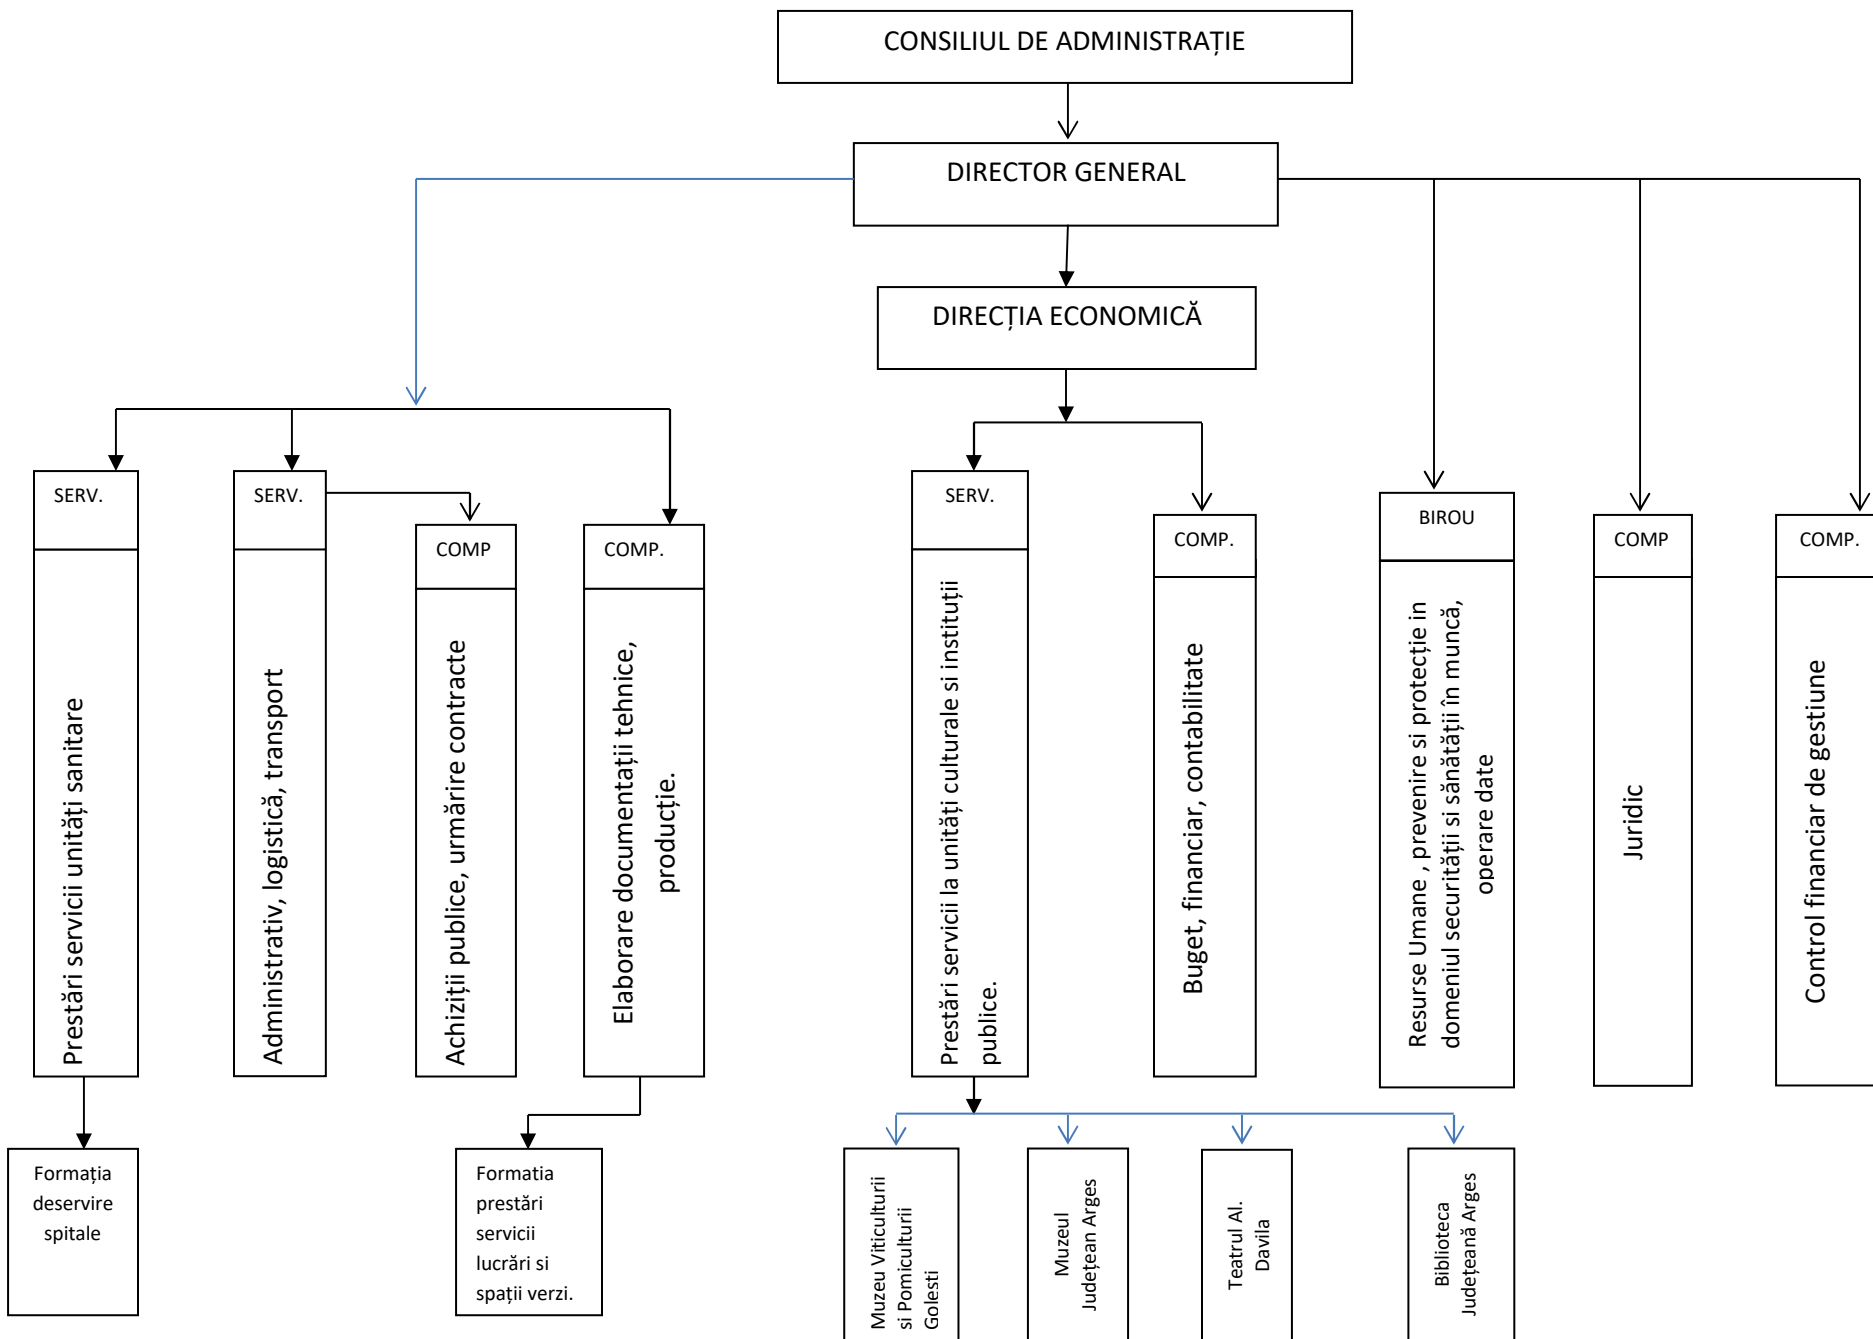 CONSILIUL DE ADMINISTRAȚIE
DIRECTOR GENERAL
DIRECȚIA ECONOMICĂ
SERV.
Prestări servicii unități sanitare
SERV.
Administrativ, logistică, transport
COMP
Achiziții publice, urmărire contracte
COMP.
Elaborare documentații tehnice,
producție.
SERV.
Prestări servicii la unități culturale si instituții
publice.
COMP.
Buget, financiar, contabilitate
BIROU
Resurse Umane , prevenire si protecție in
domeniul securității si sănătății în muncă,
operare date
COMP
Juridic
COMP.
Control financiar de gestiune
Formația
deservire
spitale
Formatia
prestări
servicii
lucrări si
spații verzi.
Muzeu Viticulturii
si Pomiculturii
Golesti
Muzeul
Județean Arges
Teatrul Al.
Davila
Biblioteca
Județeană Arges